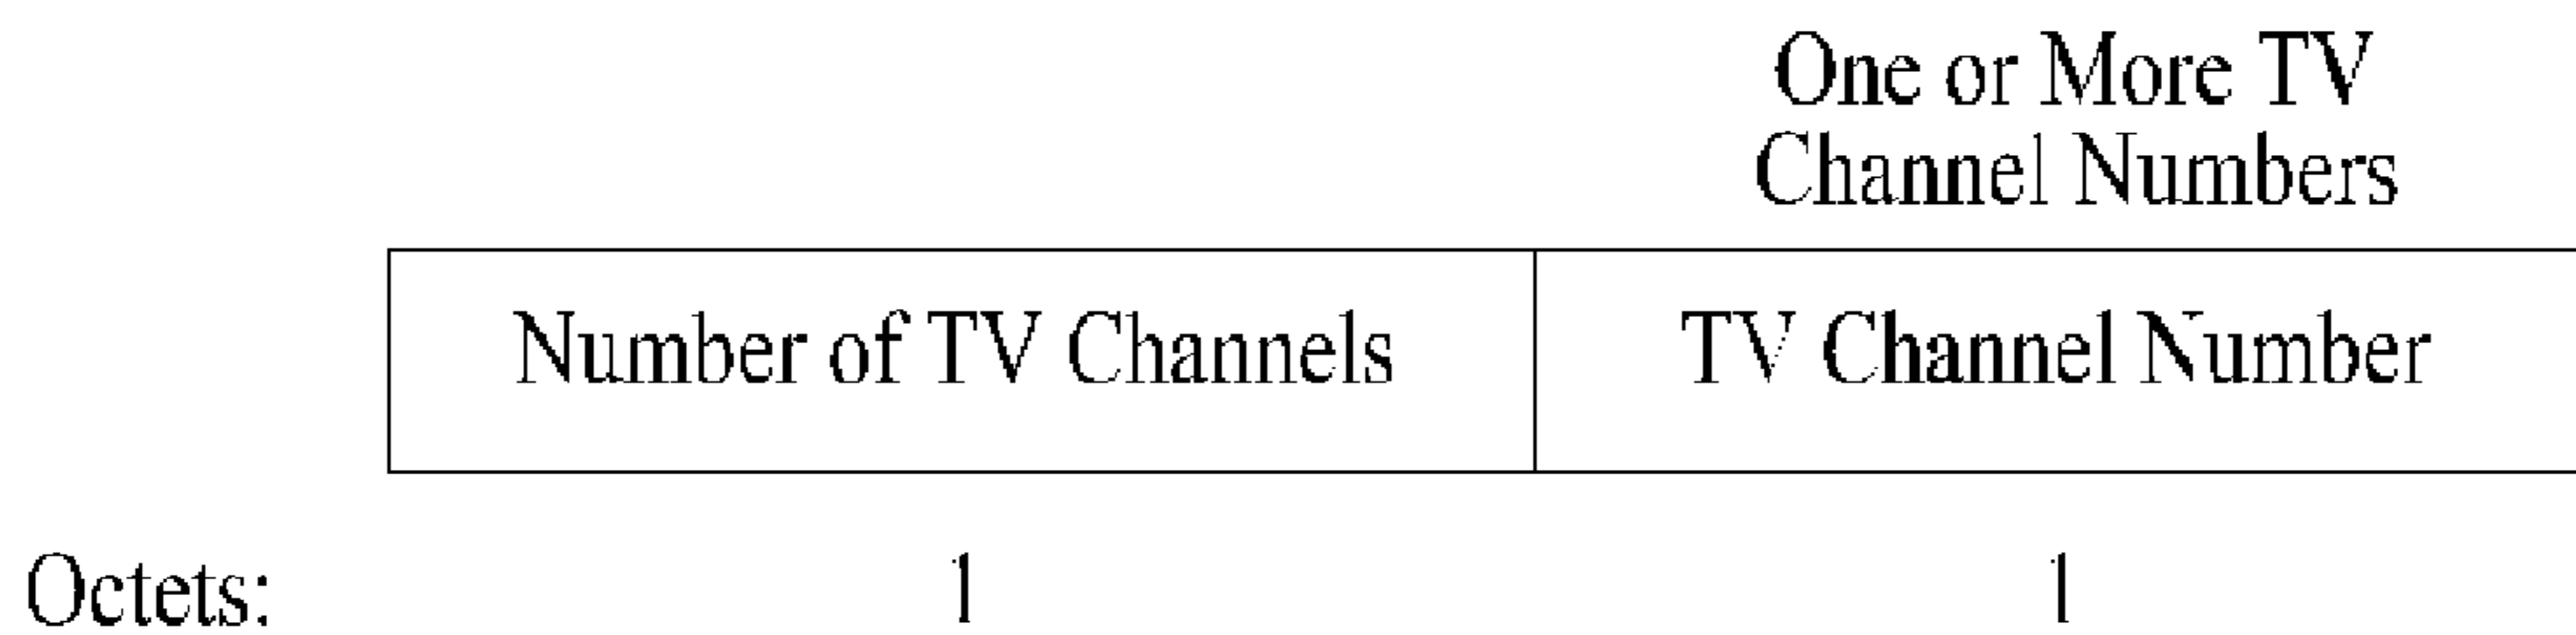 One or More TV
Channel Numbers
Number of TV Channels TV Channel Number
Octets: 1 1